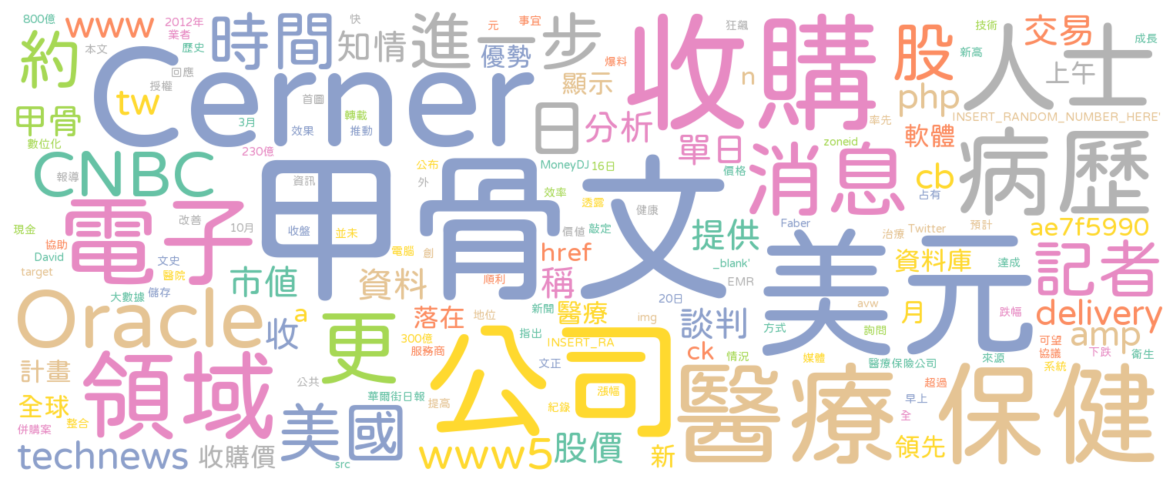 800億 2012年 快 元 事宜 狂飆 技術
www 業者 時間 進一步 收購 股 交易 成長
約 本文 歷史 知情 優勢 新高 人士
Cerner 回應 顯示 爆料 n php 上午
tw 授權 首圖 率先 INSERT_RANDOM_NUMBER_HERE'
甲骨 3月 轉載 日 分析 軟體
數位化 效果 推動 單日 zoneid
CNBC 230億 公布 MoneyDJ 16日 價格 消息 cb 病歷
報導 資訊 外 效率 占有
電子 改善 10月 甲骨文 透露 健康 ae7f5990
現金 收盤 並未 價值 敲定 提供 Faber 治療 Twitter 預計
協助 David 文史 電腦 創 href _blank' 美元 資料庫 達成 記者
target 醫院 市值 資料 順利 稱 EMR
大數據 儲存 20日 avw 跌幅
Oracle 收 a 更 落在 地位 新聞 醫療 img 談判 方式 詢問 月 delivery
300億 指出 INSERT_RA ck 情況 來源 可望 amp
計畫 領域 服務商 公司 文正 媒體 醫療保險公司 協議 下跌 衛生
公共 漲幅 系統
全球 美國 華爾街日報 醫療 超過 保健
併購案 整合 提高 紀錄 早上 全
technews 收購價 src www5 股價 新 領先